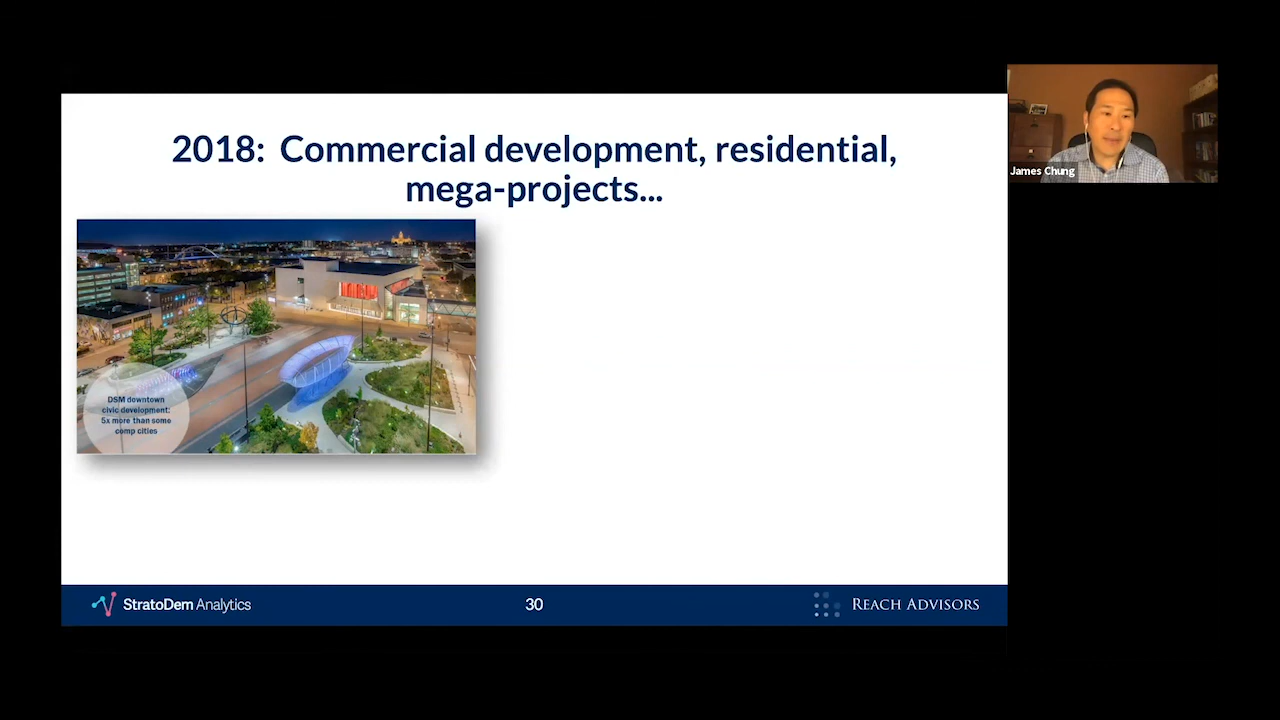 2018: Commercial development, residential,
mega-projects...
James Chung
DSM downtown
civic development:
5x more than some
comp cities
StratoDem Analytics
30
REACH ADVISORS